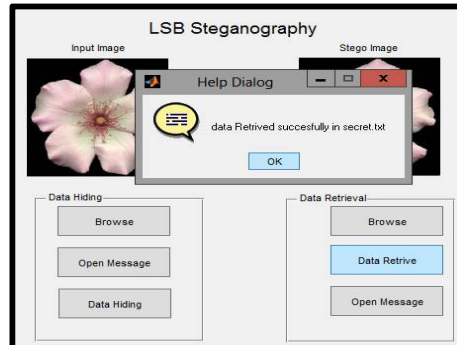 LSB Steganography
Input Image
Stego Image
Help Dialog
data Retrived succesfully in secret.txt
OK
Data Hiding
Browse
Open Message
Data Hiding
Data Retrieval
Browse
Data Retrive
Open Message